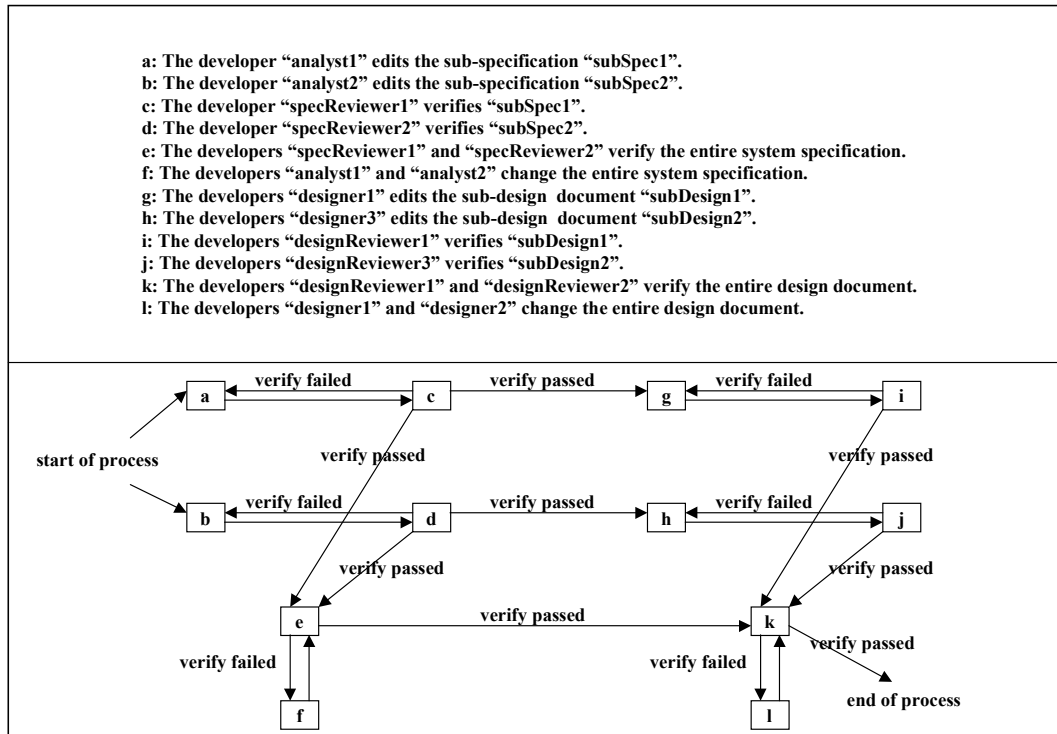 a: The developer “analyst1” edits the sub-specification “subSpec1”.
b: The developer “analyst2” edits the sub-specification “subSpec2”.
c: The developer “specReviewer1” verifies “subSpec1”.
d: The developer “specReviewer2” verifies “subSpec2”.
e: The developers “specReviewer1” and “specReviewer2” verify the entire system specification.
f: The developers “analyst1” and “analyst2” change the entire system specification.
g: The developers “designer1” edits the sub-design document “subDesign1”.
h: The developers “designer3” edits the sub-design document “subDesign2”.
i: The developers “designReviewer1” verifies “subDesign1”.
j: The developers “designReviewer3” verifies “subDesign2”.
k: The developers “designReviewer1” and “designReviewer2” verify the entire design document.
l: The developers “designer1” and “designer2” change the entire design document.
verify failed
verify passed
verify failed
a
c
g
i
start of process
verify passed
verify passed
verify failed
verify passed
verify failed
b
d
h
j
verify passed
verify passed
e
verify passed
k
verify passed
verify failed
verify failed
end of process
f
l